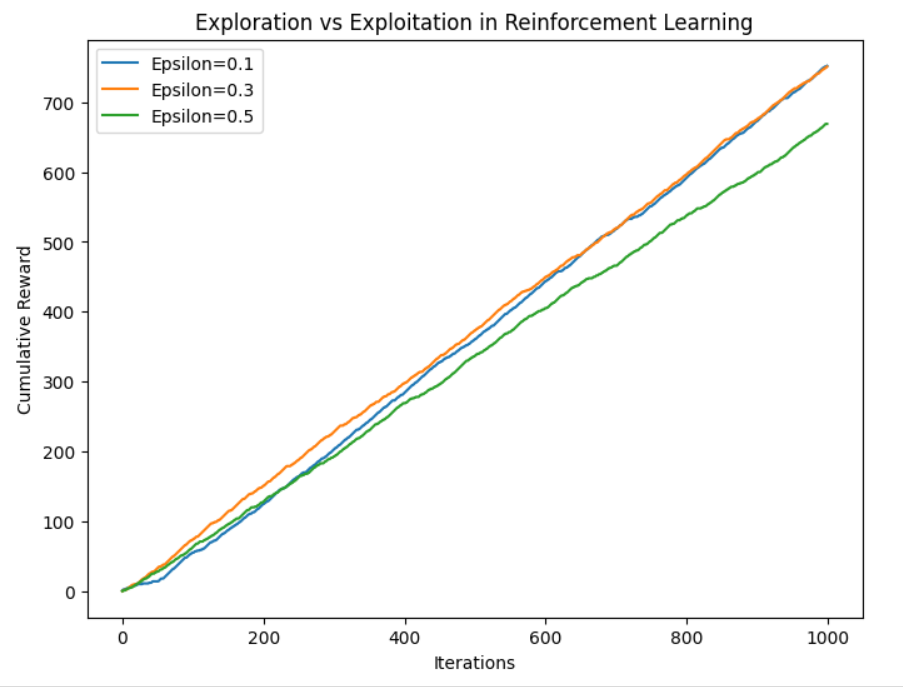 Exploration vs Exploitation in Reinforcement Learning
Epsilon=0.1
Epsilon=0.3
Epsilon=0.5
Cumulative Reward
700
600
500
400
300
200
100
0
0 200 400 600 800 1000
Iterations